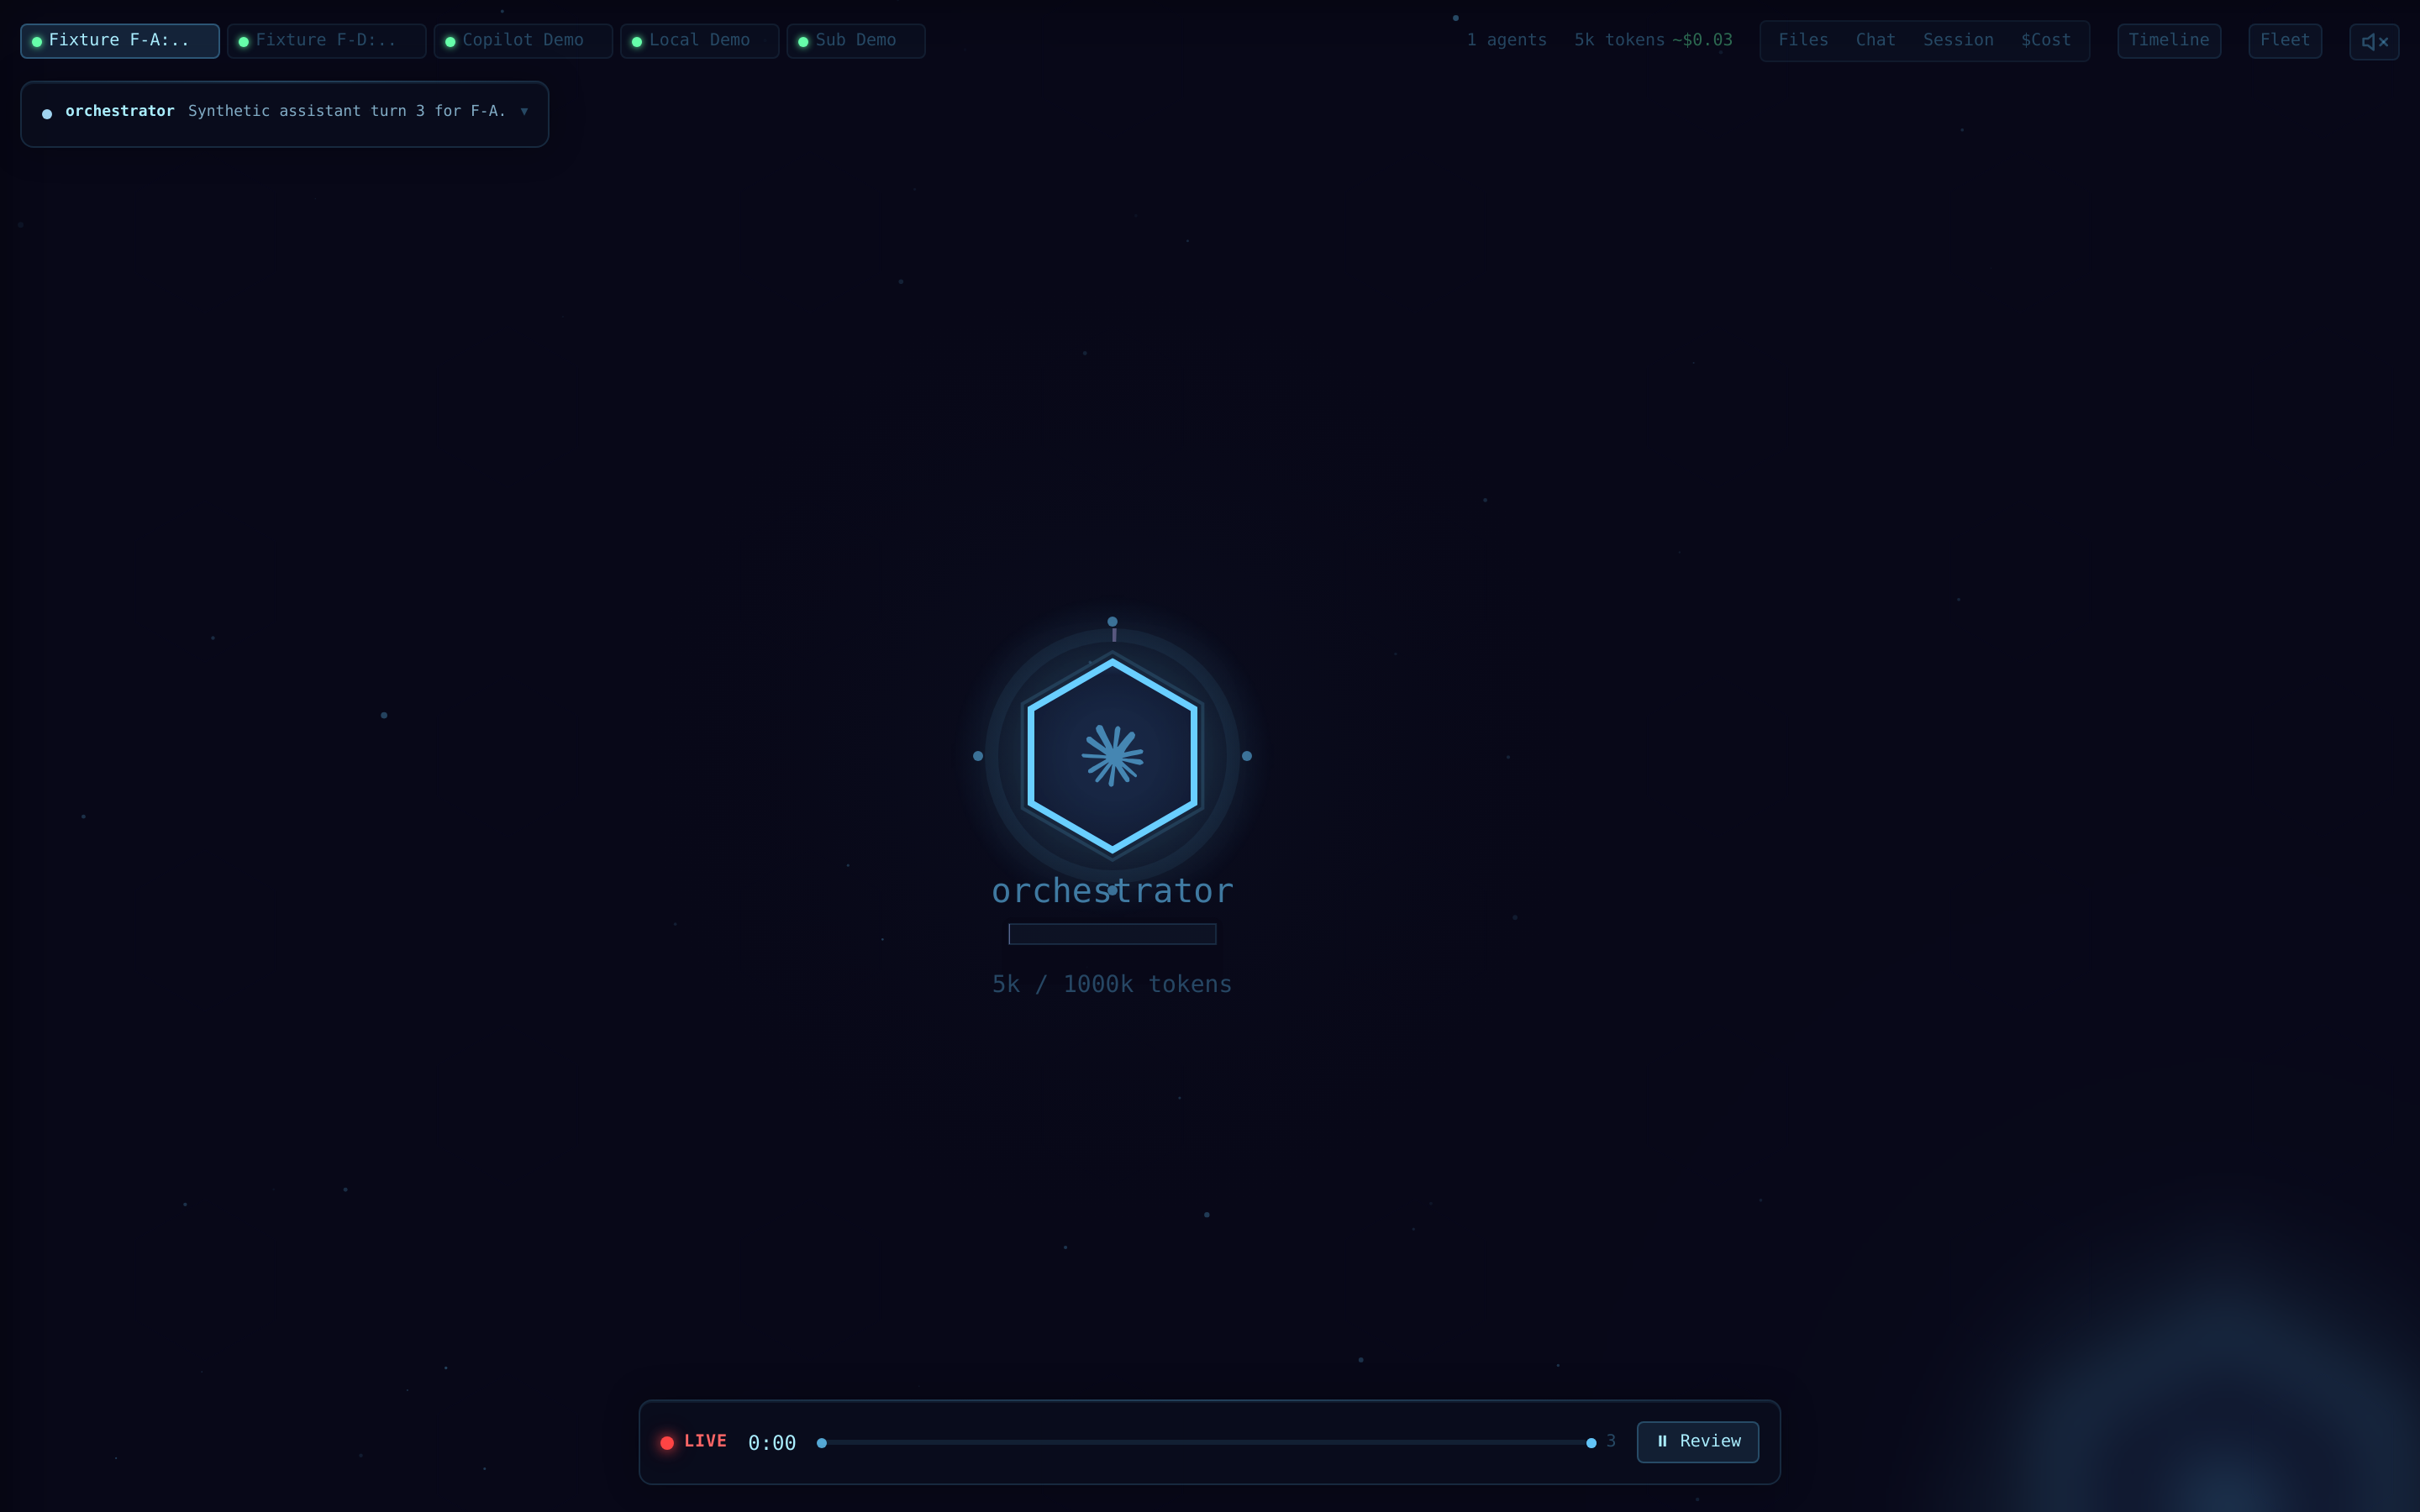 Fixture F-A:.. Fixture F-D:.. Copilot Demo Local Demo Sub Demo 1 agents 5k tokens ~$0.03 Files Chat Session $Cost Timeline Fleet
orchestrator Synthetic assistant turn 3 for F-A.
orchestrator
5k / 1000k tokens
LIVE 0:00 3 Review